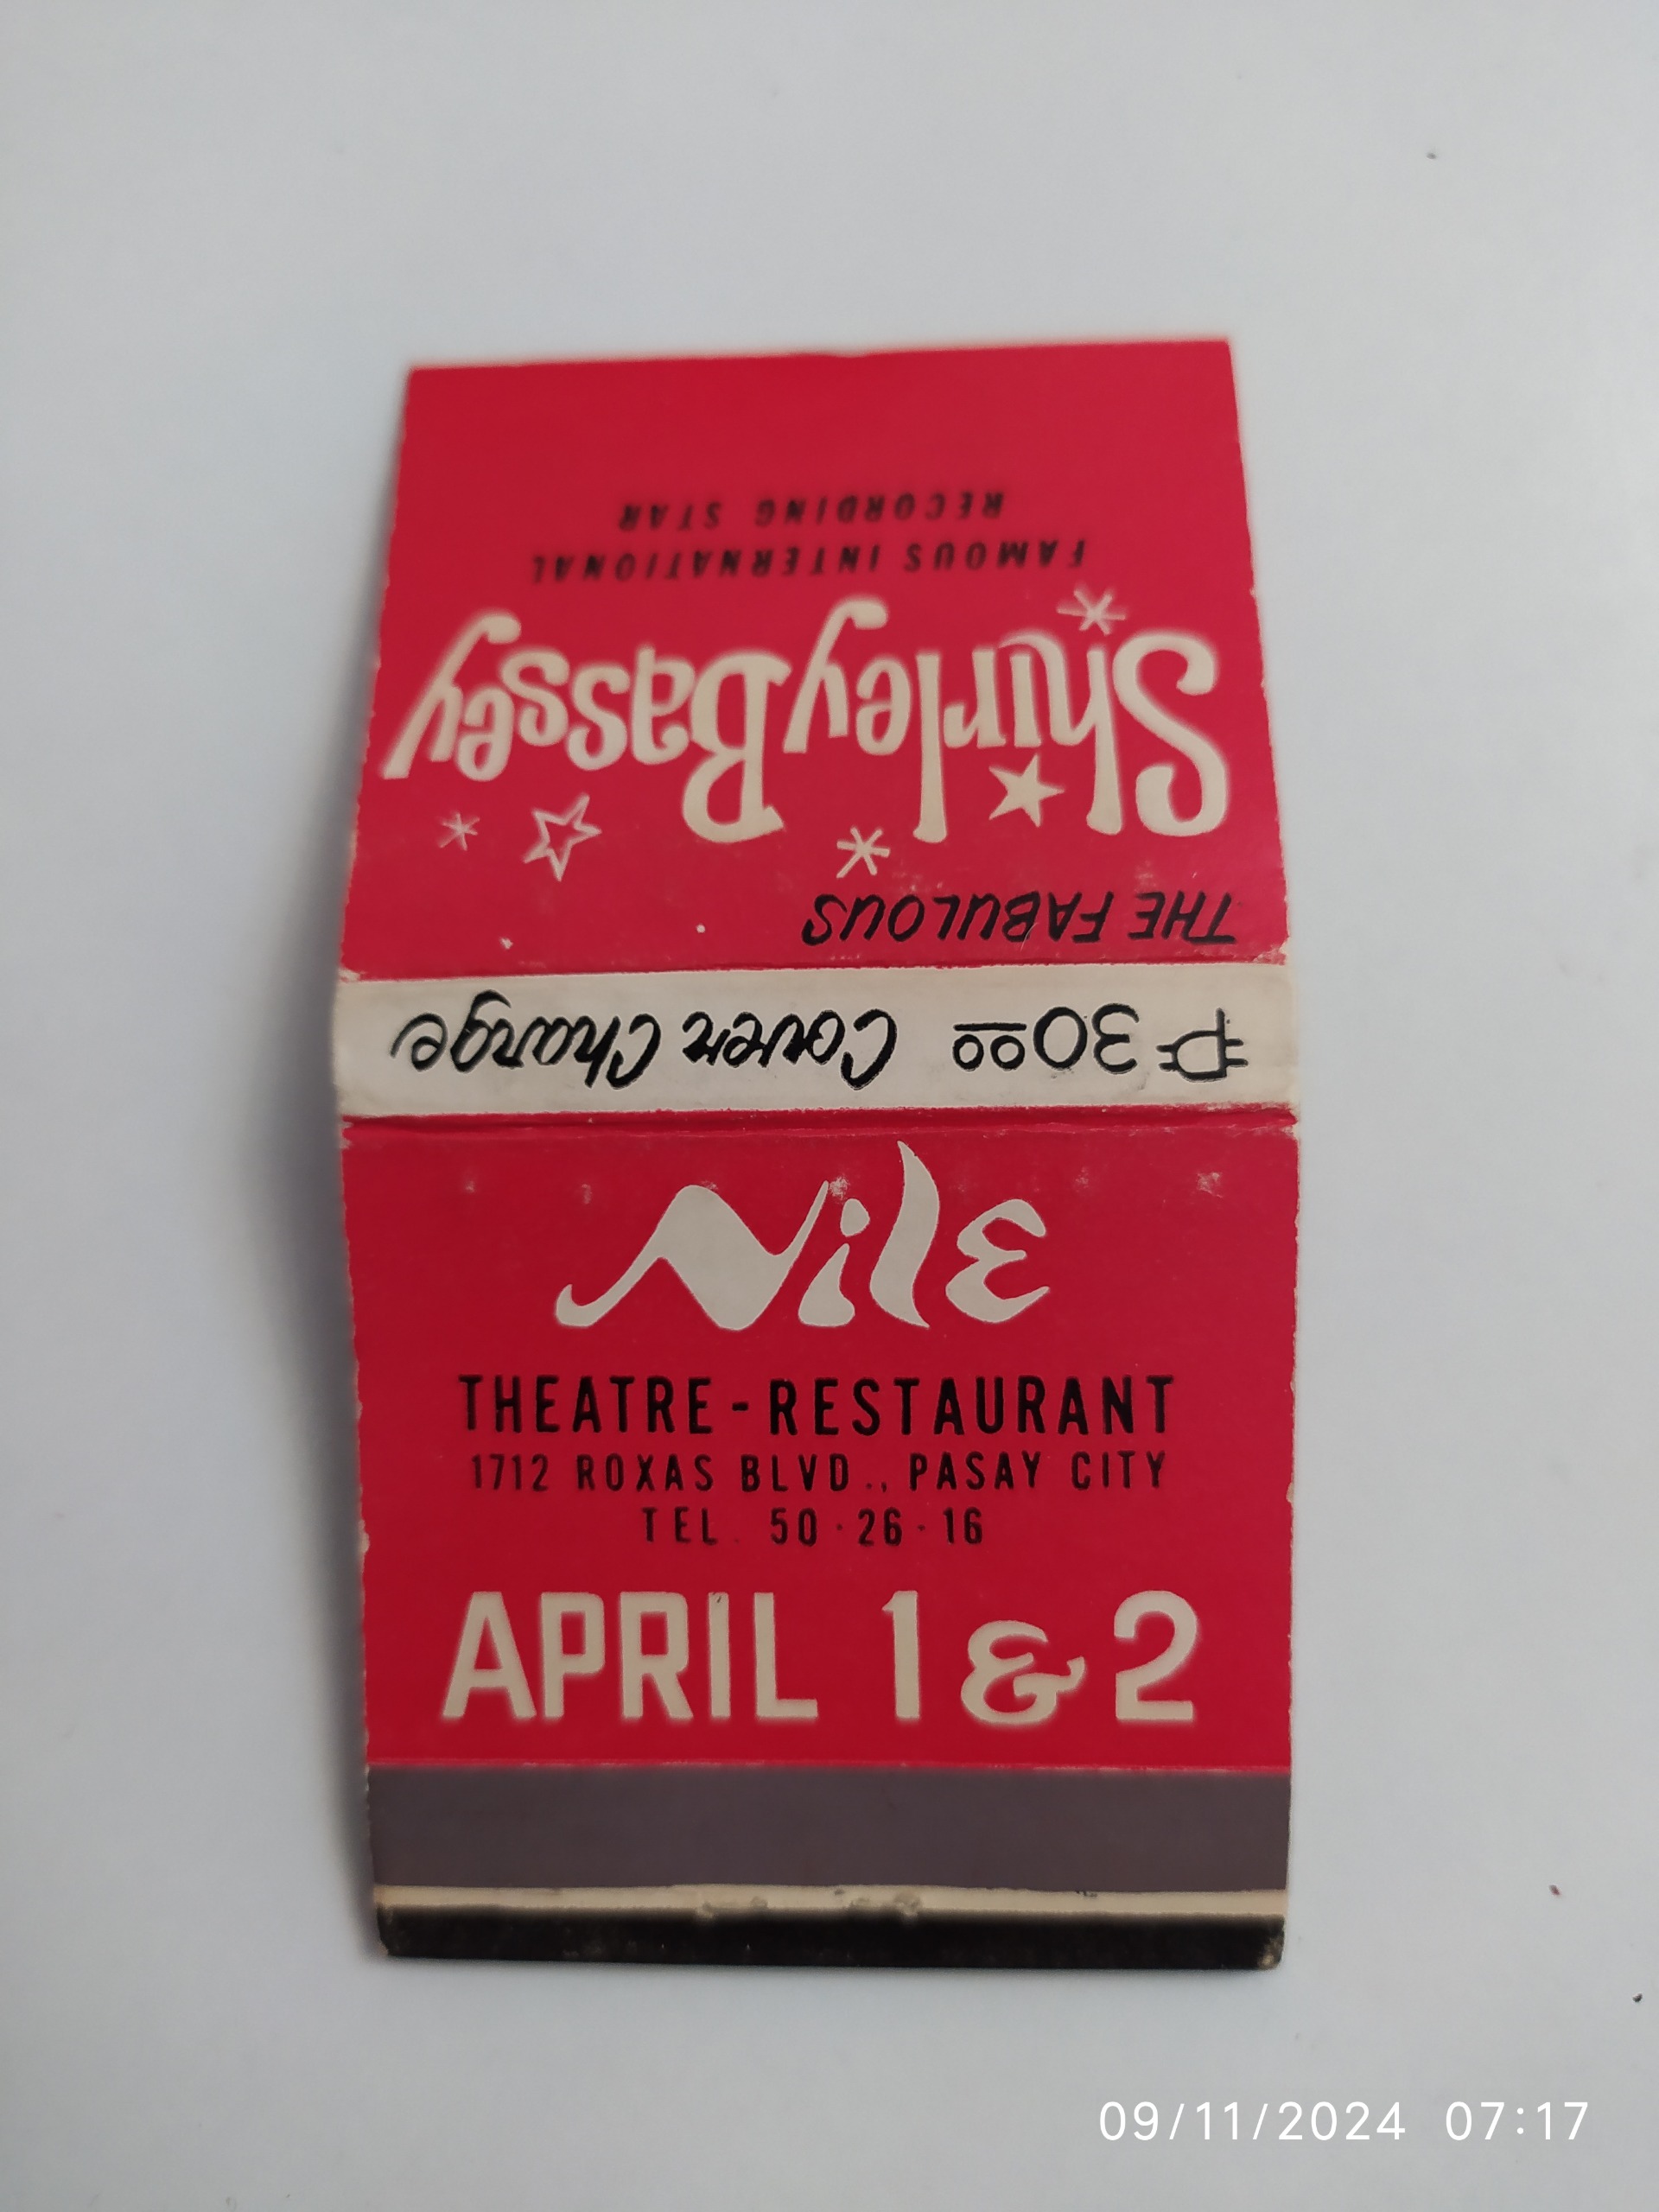 THE FABULOUS
Shirley Bassey
FAMOUS INTERNATIONAL
RECORDING STAR
₱30⁰⁰ Cover Charge
Nile
THEATRE-RESTAURANT
1712 ROXAS BLVD., PASAY CITY
TEL. 50-26-16
APRIL 1 & 2
09/11/2024 07:17